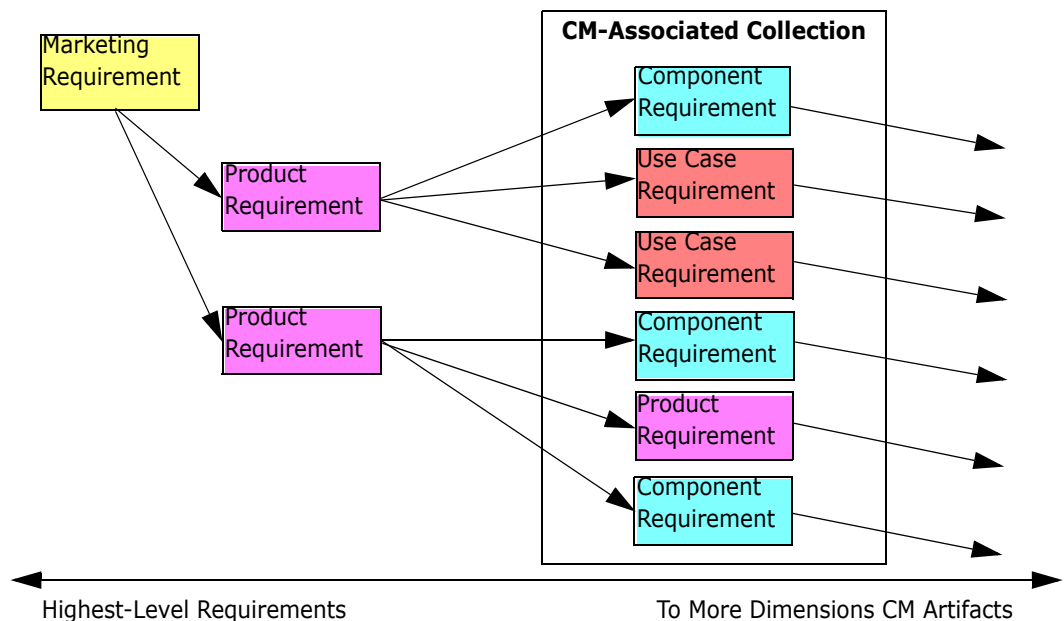 CM-Associated Collection
Marketing
Requirement
Component
Requirement
Product
Requirement
Use Case
Requirement
Use Case
Requirement
Product
Requirement
Component
Requirement
Product
Requirement
Component
Requirement
Highest-Level Requirements
To More Dimensions CM Artifacts